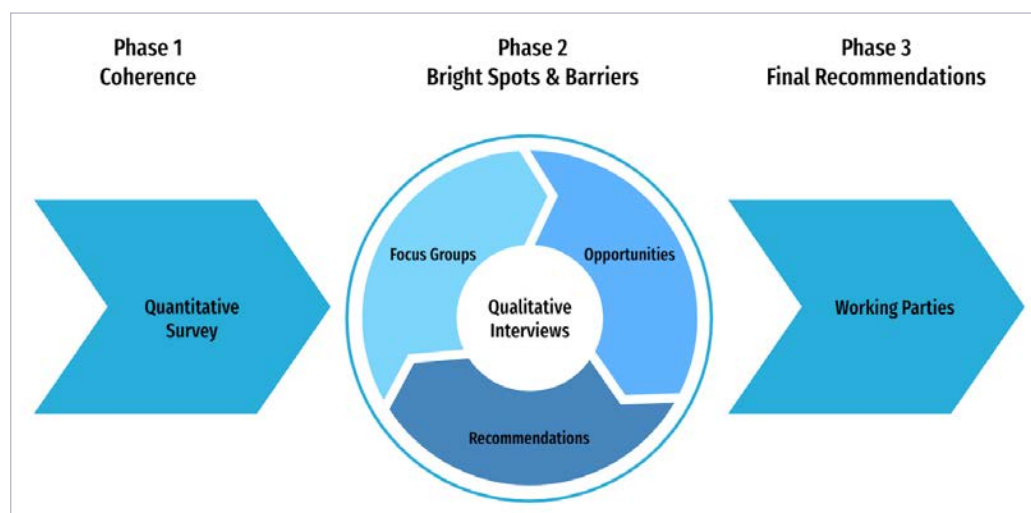 Phase 1
Coherence
Phase 2
Bright Spots & Barriers
Phase 3
Final Recommendations
Quantitative
Survey
Focus Groups
Opportunities
Qualitative
Interviews
Recommendations
Working Parties